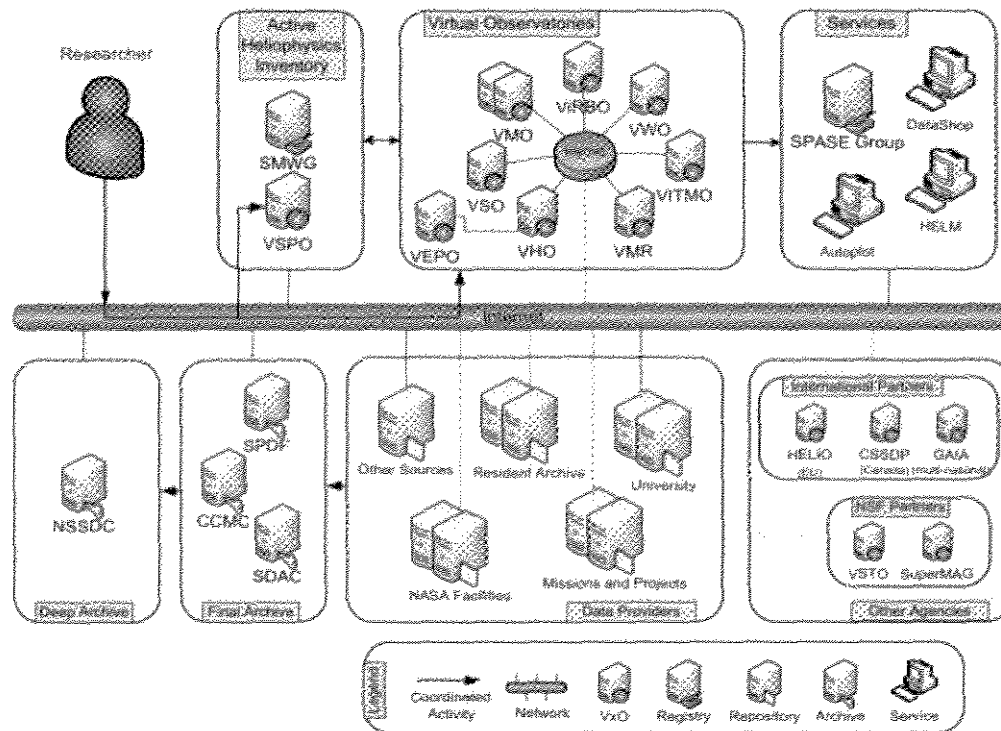 Researcher
Active
Heliophysics
Inventory
SMWG
VSPO
Virtual Observatories
ViRBO
VMO
VWO
VSO
VITMO
VEPO
VHO
VMR
Services
DataShop
SPASE Group
HELM
Autoplot
Internet
NSSDC
Deep Archive
SPDF
CCMC
SDAC
Final Archive
Other Sources
Resident Archive
University
NASA Facilities
Missions and Projects
Data Providers
International Partners
HELIO
(EU)
CSSDP
(Canada)
GAIA
(multi-national)
NSF Partners
VSTO
SuperMAG
Other Agencies
Legend
Coordinated
Activity
Network
VxO
Registry
Repository
Archive
Service